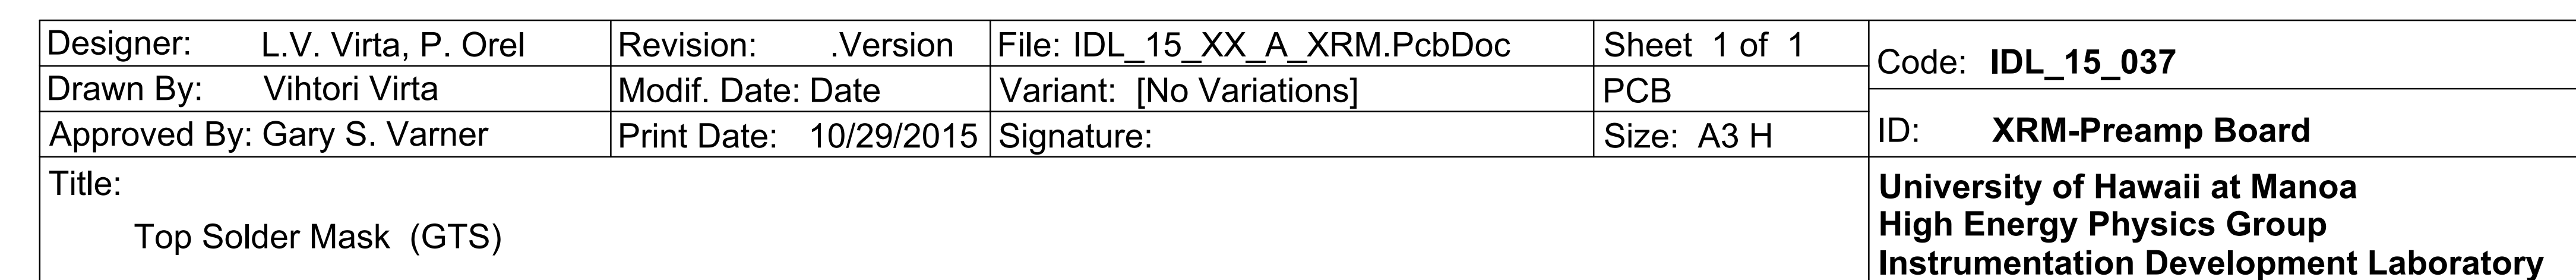 Designer: L.V. Virta, P. Orel Revision: .Version File: IDL_15_XX_A_XRM.PcbDoc Sheet 1 of 1
Code: IDL_15_037
Drawn By: Vihtori Virta Modif. Date: Date Variant: [No Variations] PCB
Approved By: Gary S. Varner Print Date: 10/29/2015 Signature: Size: A3 H
ID: XRM-Preamp Board
Title:
Top Solder Mask (GTS)
University of Hawaii at Manoa
High Energy Physics Group
Instrumentation Development Laboratory